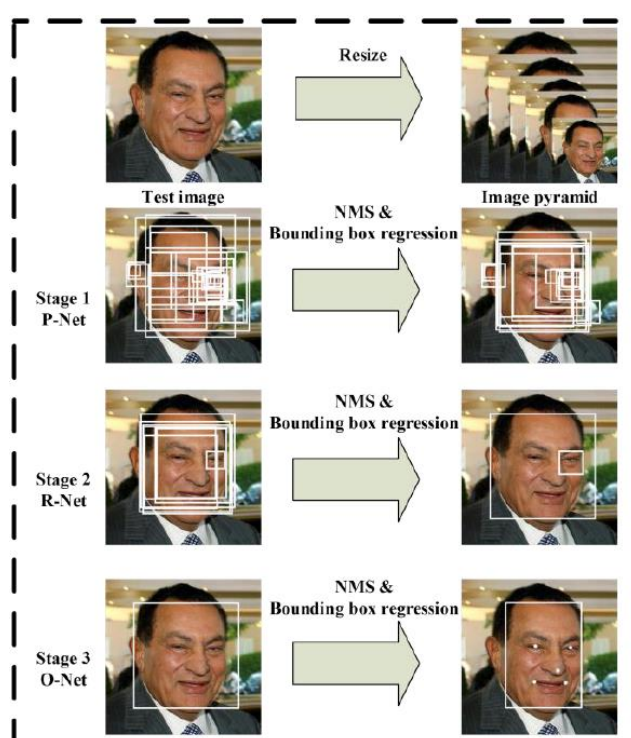 Resize
Test image
Image pyramid
NMS &
Bounding box regression
Stage 1
P-Net
NMS &
Bounding box regression
Stage 2
R-Net
NMS &
Bounding box regression
Stage 3
O-Net